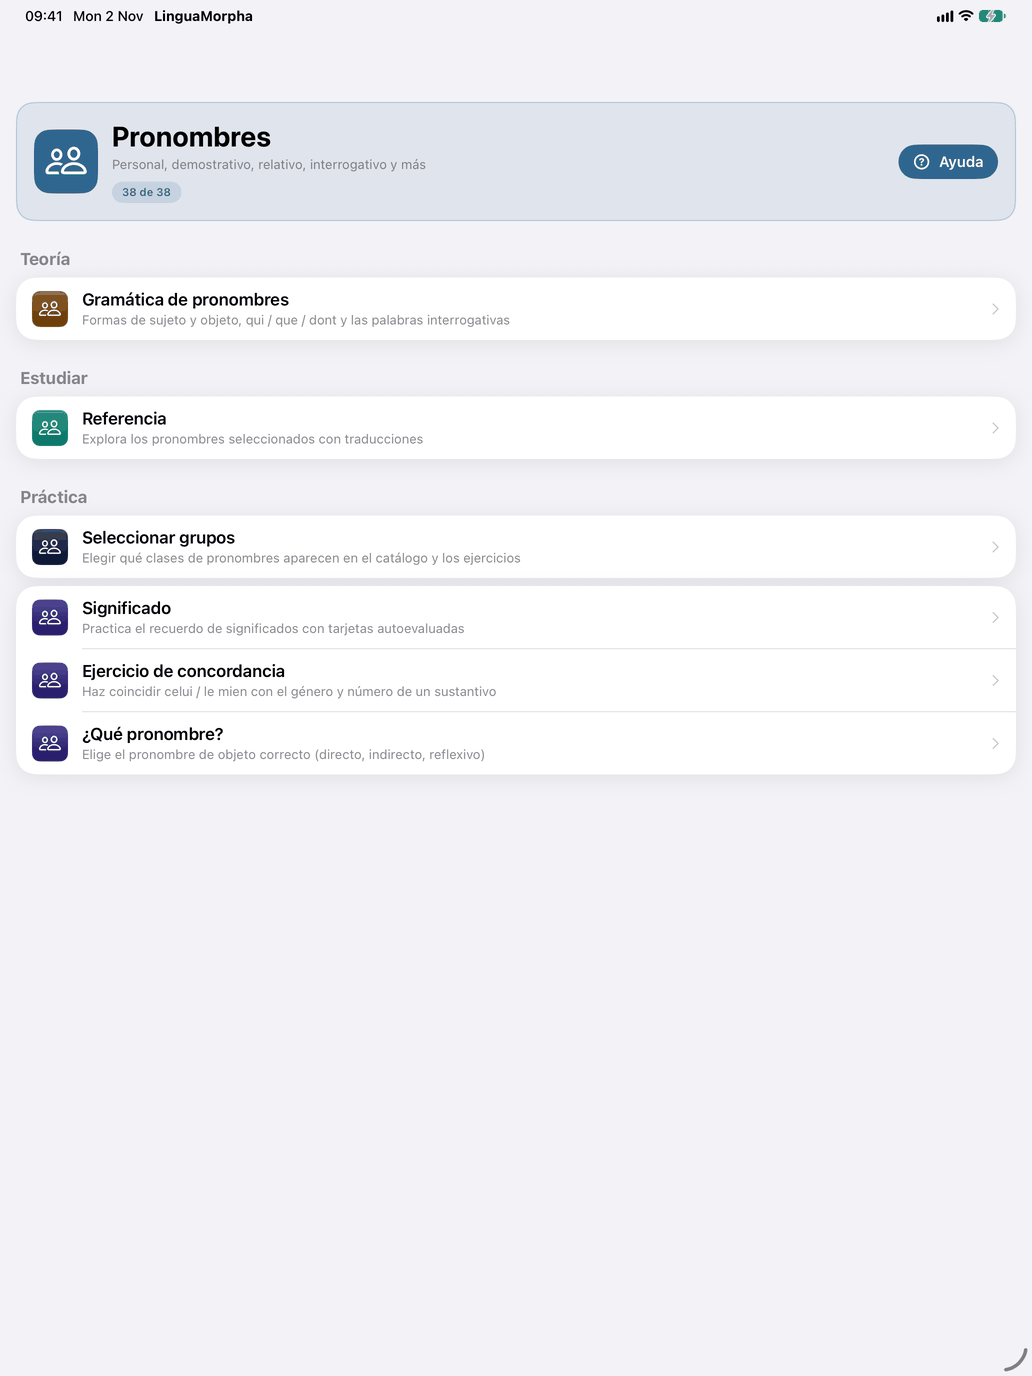 09:41 Mon 2 Nov LinguaMorpha
Pronombres
Personal, demostrativo, relativo, interrogativo y más
38 de 38
Ayuda
Teoría
Gramática de pronombres
Formas de sujeto y objeto, qui / que / dont y las palabras interrogativas
Estudiar
Referencia
Explora los pronombres seleccionados con traducciones
Práctica
Seleccionar grupos
Elegir qué clases de pronombres aparecen en el catálogo y los ejercicios
Significado
Practica el recuerdo de significados con tarjetas autoevaluadas
Ejercicio de concordancia
Haz coincidir celui / le mien con el género y número de un sustantivo
¿Qué pronombre?
Elige el pronombre de objeto correcto (directo, indirecto, reflexivo)